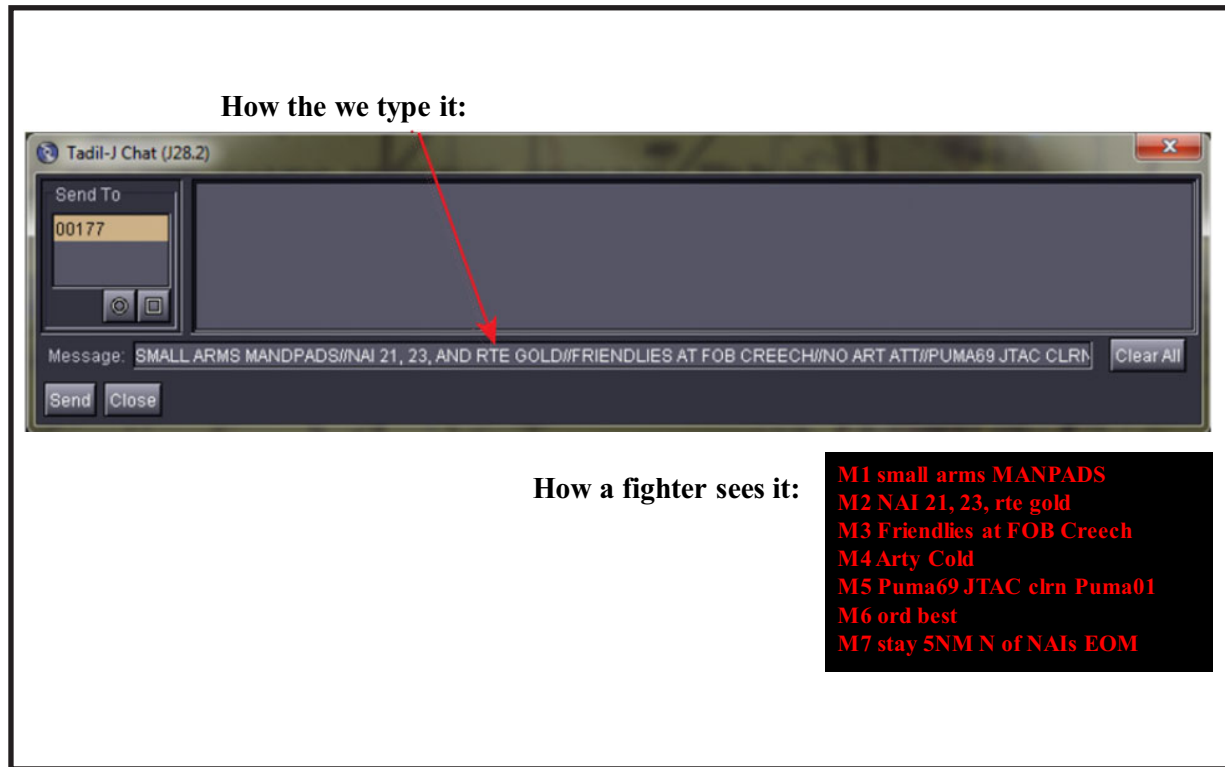 How the we type it:
Tadil-J Chat (J28.2)
Send To
00177
Message: SMALL ARMS MANDPADS//NAI 21, 23, AND RTE GOLD//FRIENDLIES AT FOB CREECH//NO ART ATT//PUMA69 JTAC CLRN Clear All
Send Close
How a fighter sees it:
M1 small arms MANPADS
M2 NAI 21, 23, rte gold
M3 Friendlies at FOB Creech
M4 Arty Cold
M5 Puma69 JTAC clrn Puma01
M6 ord best
M7 stay 5NM N of NAIs EOM